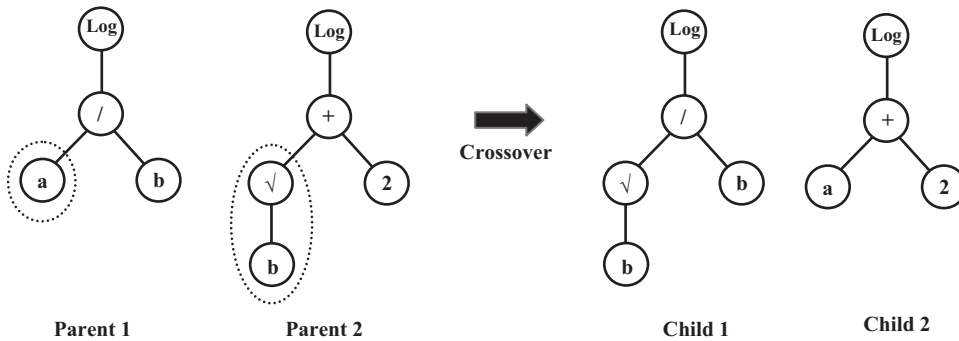 Log
Log
Log
Log
/
+
/
+
Crossover
a
b
√
2
√
b
a
2
b
b
Parent 1
Parent 2
Child 1
Child 2